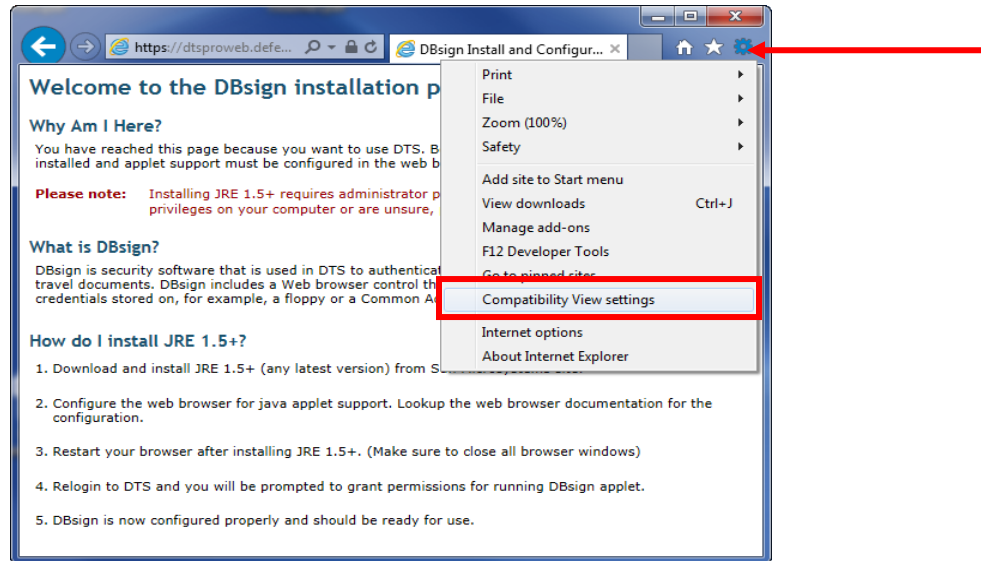 https://dtsproweb.defe...
DBsign Install and Configur...
Welcome to the DBsign installation p
Why Am I Here?
You have reached this page because you want to use DTS. B
installed and applet support must be configured in the web b
Please note: Installing JRE 1.5+ requires administrator p
privileges on your computer or are unsure,
What is DBsign?
DBsign is security software that is used in DTS to authenticat
travel documents. DBsign includes a Web browser control th
credentials stored on, for example, a floppy or a Common A
How do I install JRE 1.5+?
1. Download and install JRE 1.5+ (any latest version) from
2. Configure the web browser for java applet support. Lookup the web browser documentation for the
configuration.
3. Restart your browser after installing JRE 1.5+. (Make sure to close all browser windows)
4. Relogin to DTS and you will be prompted to grant permissions for running DBsign applet.
5. DBsign is now configured properly and should be ready for use.
Print
File
Zoom (100%)
Safety
Add site to Start menu
View downloads Ctrl+J
Manage add-ons
F12 Developer Tools
Go to pinned sites
Compatibility View settings
Internet options
About Internet Explorer